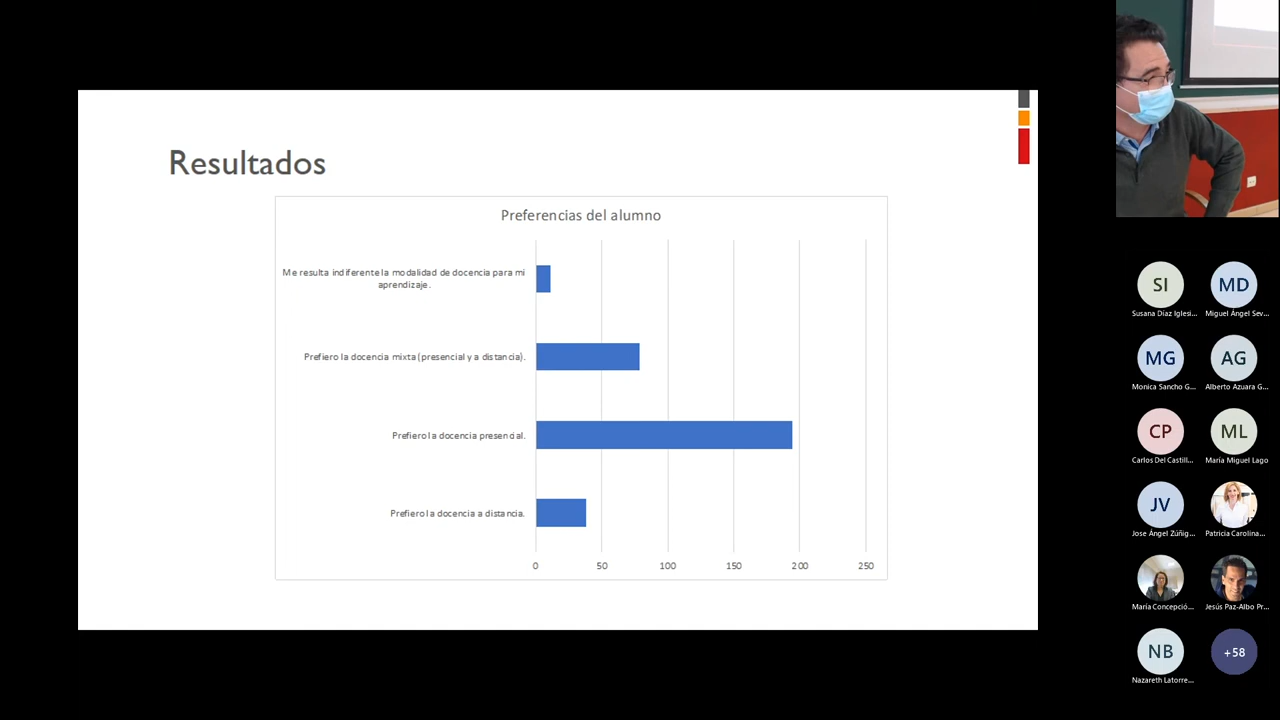 Resultados
Preferencias del alumno
Me resulta indiferente la modalidad de docencia para mi
aprendizaje.
Prefiero la docencia mixta (presencial y a distancia).
Prefiero la docencia presencial.
Prefiero la docencia a distancia.
0 50 100 150 200 250
SI MD
Susana Díaz Iglesi... Miguel Ángel Sev...
MG AG
Monica Sancho G... Alberto Azuara G...
CP ML
Carlos Del Castill... María Miguel Lago
JV
Jose Ángel Zúñig... Patricia Carolina...
María Concepció... Jesús Paz-Albo Pr...
NB +58
Nazareth Latorre...